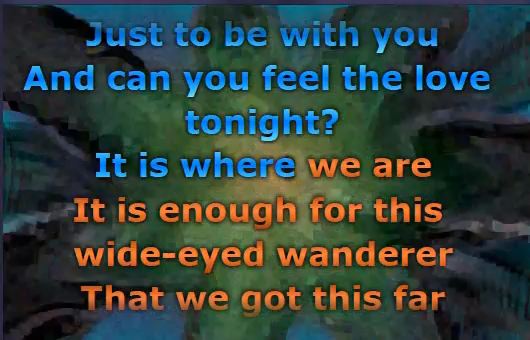 Just to be with you
And can you feel the love
tonight?
It is where we are
It is enough for this
wide-eyed wanderer
That we got this far